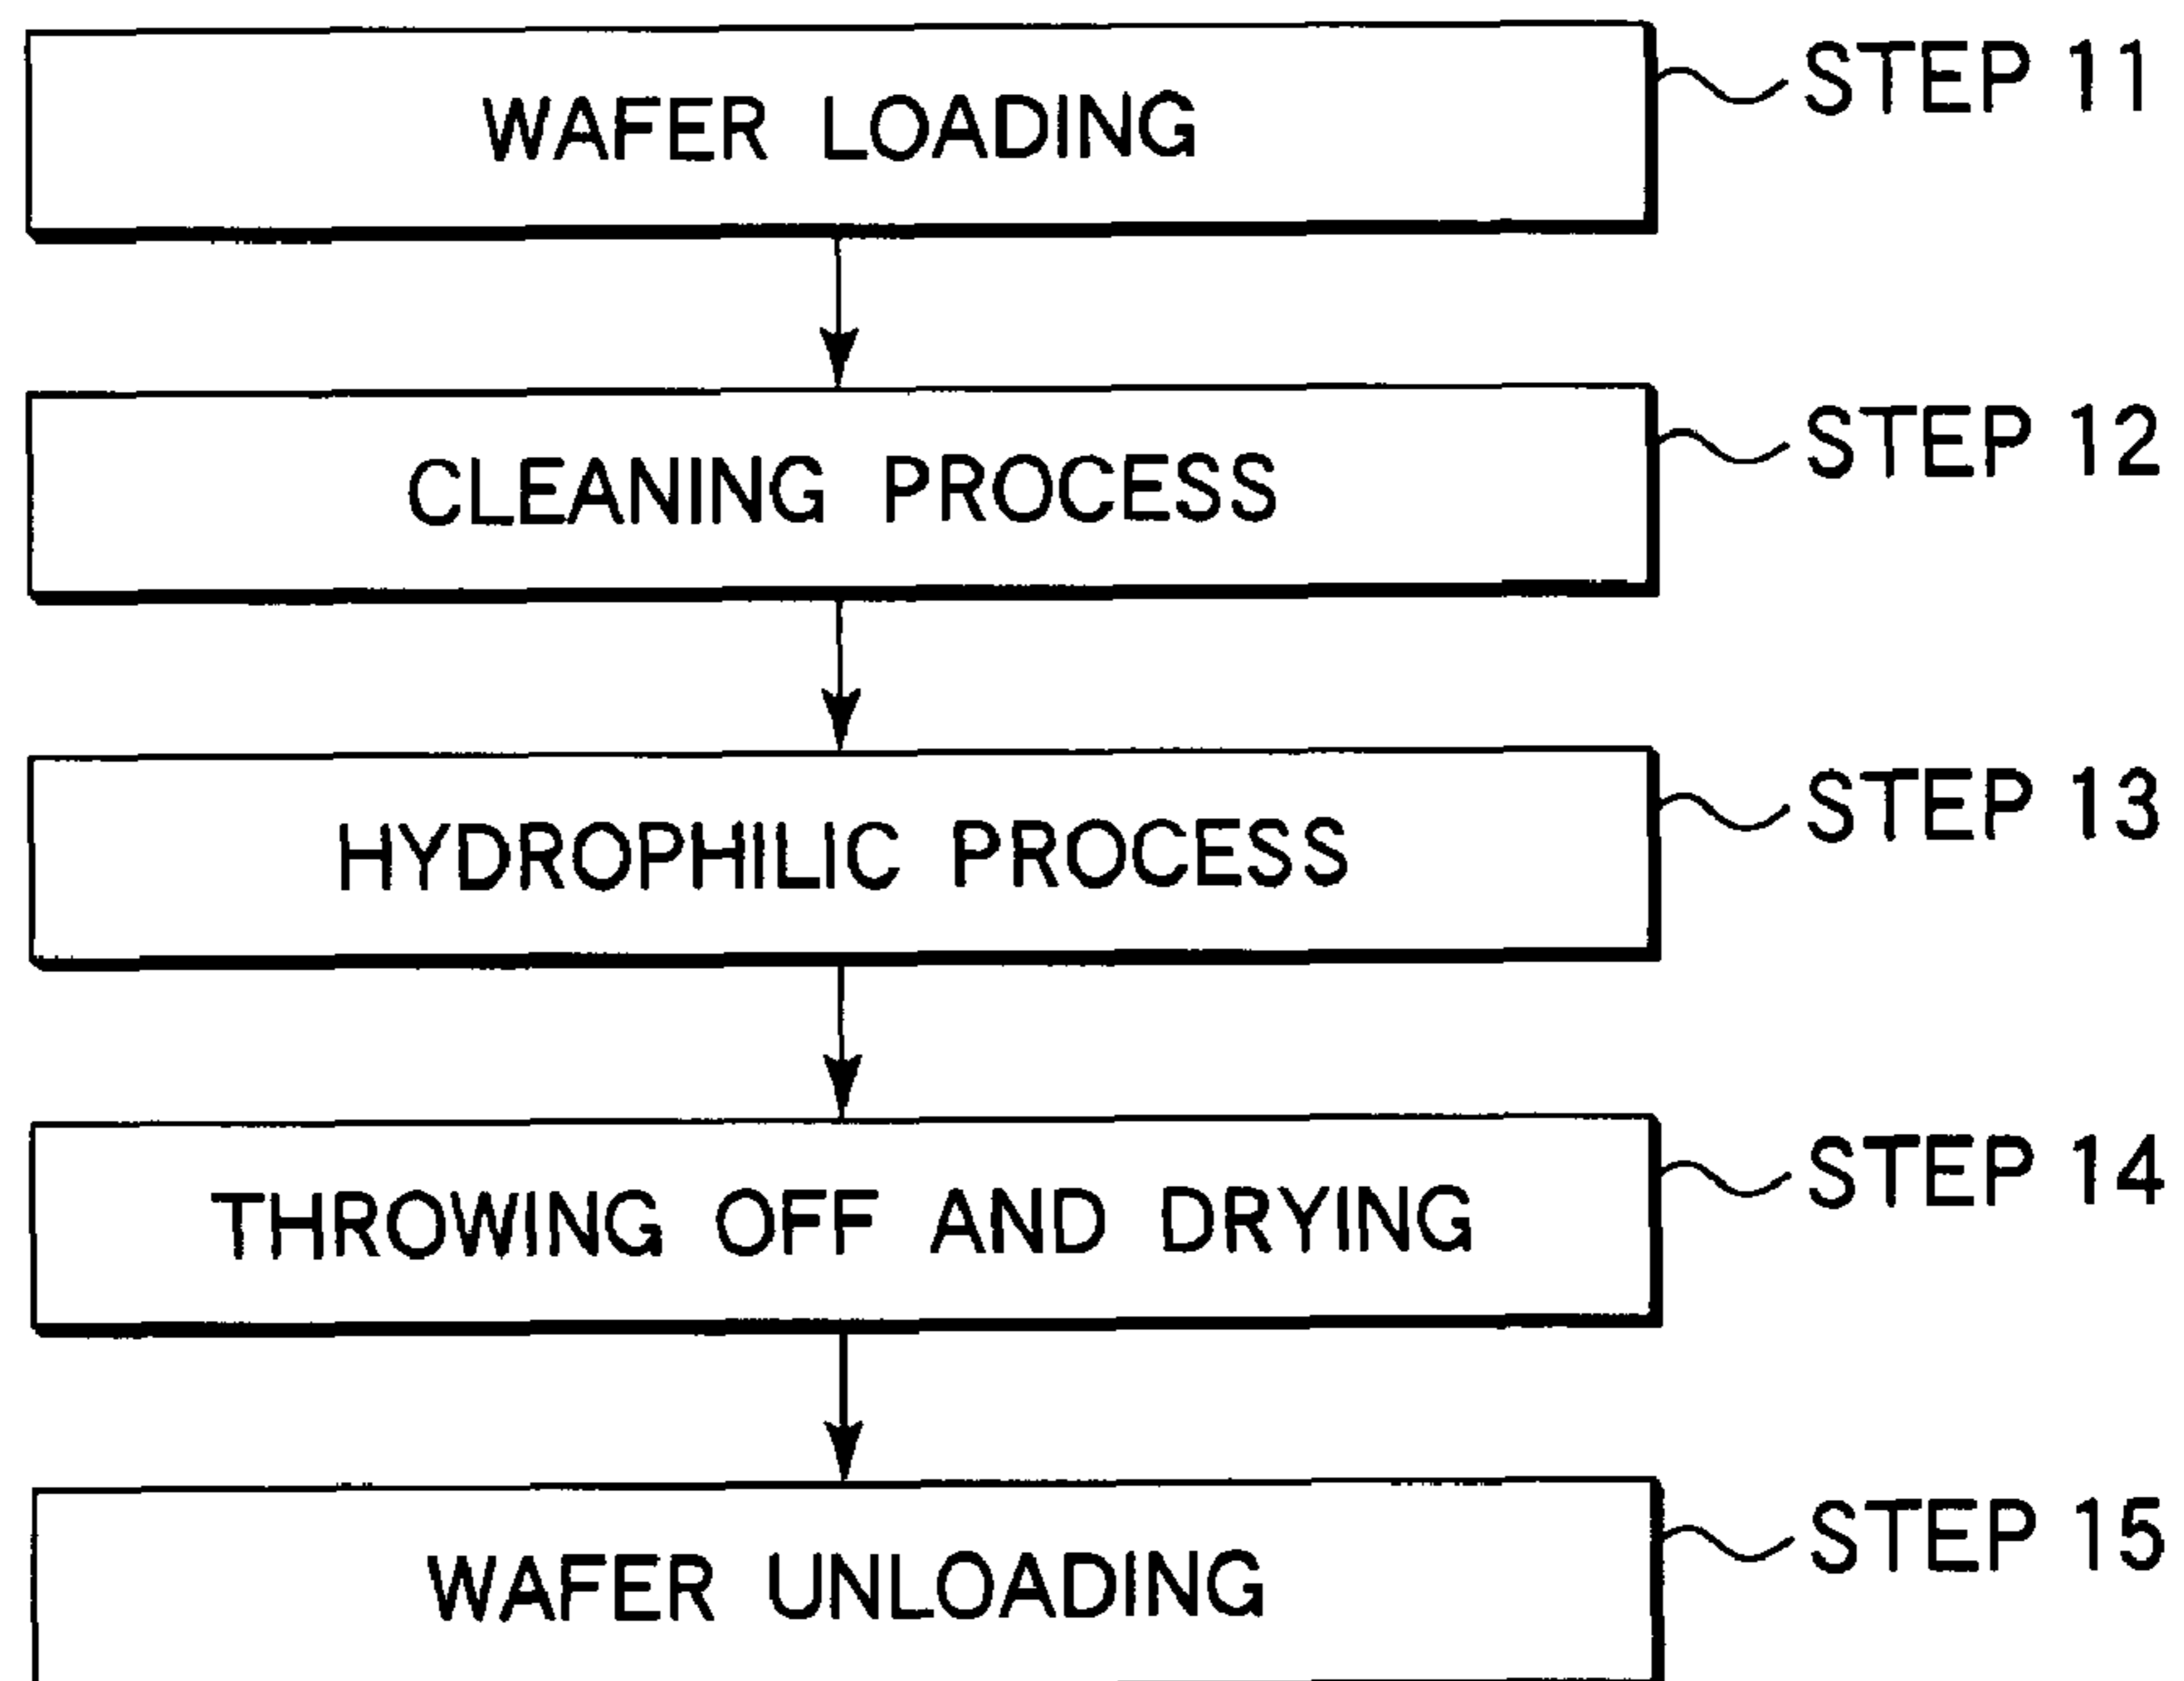 WAFER LOADING
STEP 11
CLEANING PROCESS
STEP 12
HYDROPHILIC PROCESS
STEP 13
THROWING OFF AND DRYING
STEP 14
WAFER UNLOADING
STEP 15